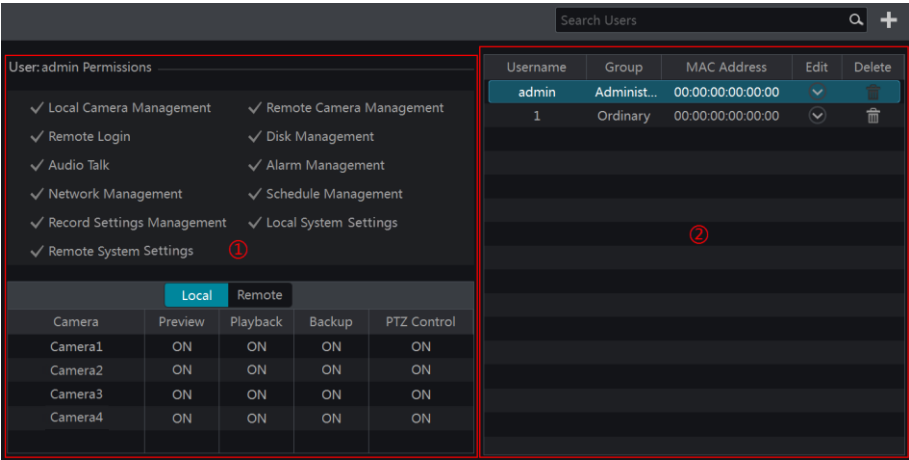 Search Users
User:admin Permissions
Local Camera Management Remote Camera Management
Remote Login Disk Management
Audio Talk Alarm Management
Network Management Schedule Management
Record Settings Management Local System Settings
Remote System Settings ①
Local Remote
Camera Preview Playback Backup PTZ Control
Camera1 ON ON ON ON
Camera2 ON ON ON ON
Camera3 ON ON ON ON
Camera4 ON ON ON ON
Username Group MAC Address Edit Delete
admin Administ... 00:00:00:00:00:00
1 Ordinary 00:00:00:00:00:00
②